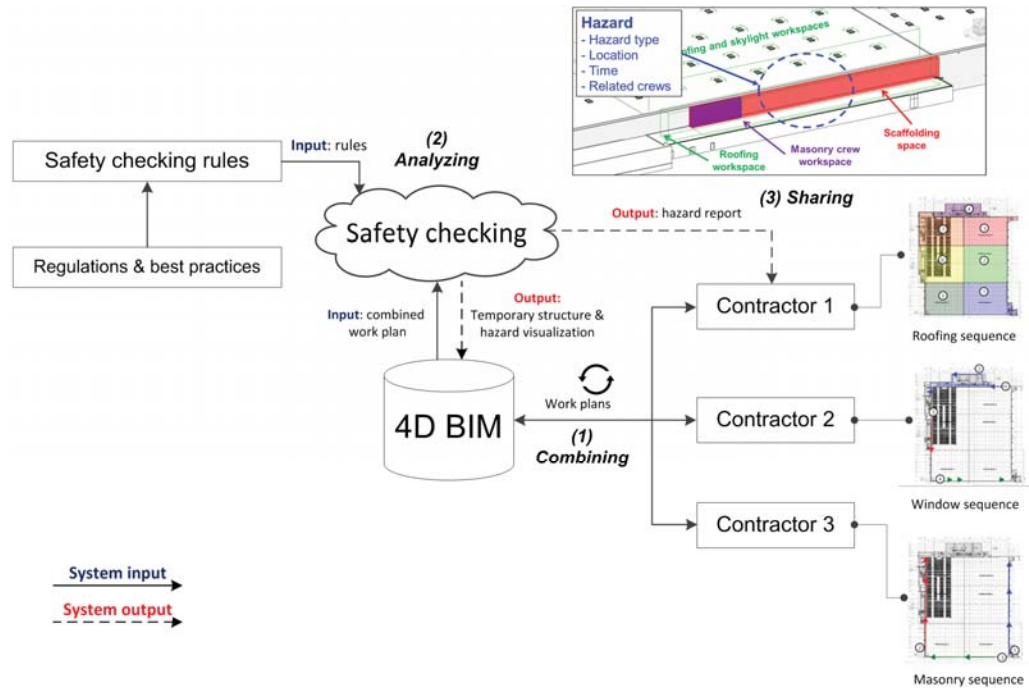 Hazard
- Hazard type
- Location
- Time
- Related crews
ofing and skylight workspaces
Roofing
workspace
Masonry crew
workspace
Scaffolding
space
(2)
Analyzing
Input: rules
Safety checking rules
Regulations & best practices
Safety checking
(3) Sharing
Output: hazard report
Input: combined
work plan
Output:
Temporary structure &
hazard visualization
4D BIM
Work plans
(1)
Combining
Contractor 1
Roofing sequence
Contractor 2
Window sequence
Contractor 3
Masonry sequence
System input
System output